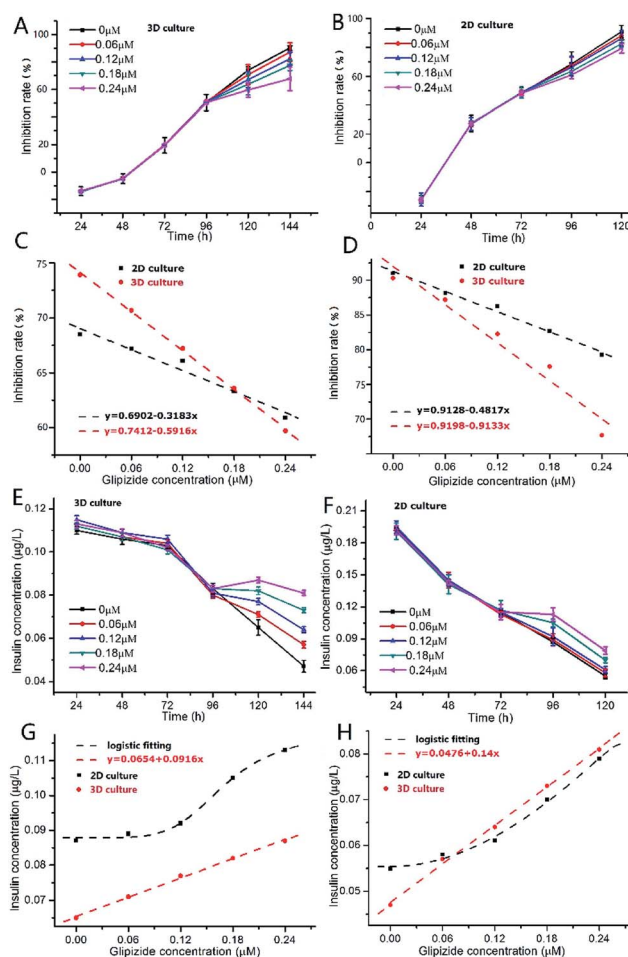 A
3D culture
0μM
0.06μM
0.12μM
0.18μM
0.24μM
Inhibition rate (%)
100
80
60
20
0
24 48 72 96 120 144
Time (h)
B
2D culture
0μM
0.06μM
0.12μM
0.18μM
0.24μM
Inhibition rate (%)
100
80
60
20
0
24 48 72 96 120
Time (h)
C
2D culture
3D culture
Inhibition rate (%)
75
70
65
60
y=0.6902-0.3183x
y=0.7412-0.5916x
0.00 0.06 0.12 0.18 0.24
Glipizide concentration (μM)
D
2D culture
3D culture
Inhibition rate (%)
90
85
80
75
70
y=0.9128-0.4817x
y=0.9198-0.9133x
0.00 0.06 0.12 0.18 0.24
Glipizide concentration (μM)
E
3D culture
Insulin concentration (μg/L)
0.12
0.10
0.08
0.06
0.04
0μM
0.06μM
0.12μM
0.18μM
0.24μM
24 48 72 96 120 144
Time (h)
F
2D culture
Insulin concentration (μg/L)
0.21
0.18
0.15
0.12
0.09
0.06
0μM
0.06μM
0.12μM
0.18μM
0.24μM
24 48 72 96 120
Time (h)
G
logistic fitting
y=0.0654+0.0916x
2D culture
3D culture
Insulin concentration (μg/L)
0.11
0.10
0.09
0.08
0.07
0.00 0.06 0.12 0.18 0.24
Glipizide concentration (μM)
H
logistic fitting
y=0.0476+0.14x
2D culture
3D culture
Insulin concentration (μg/L)
0.08
0.07
0.06
0.05
0.00 0.06 0.12 0.18 0.24
Glipizide concentration (μM)